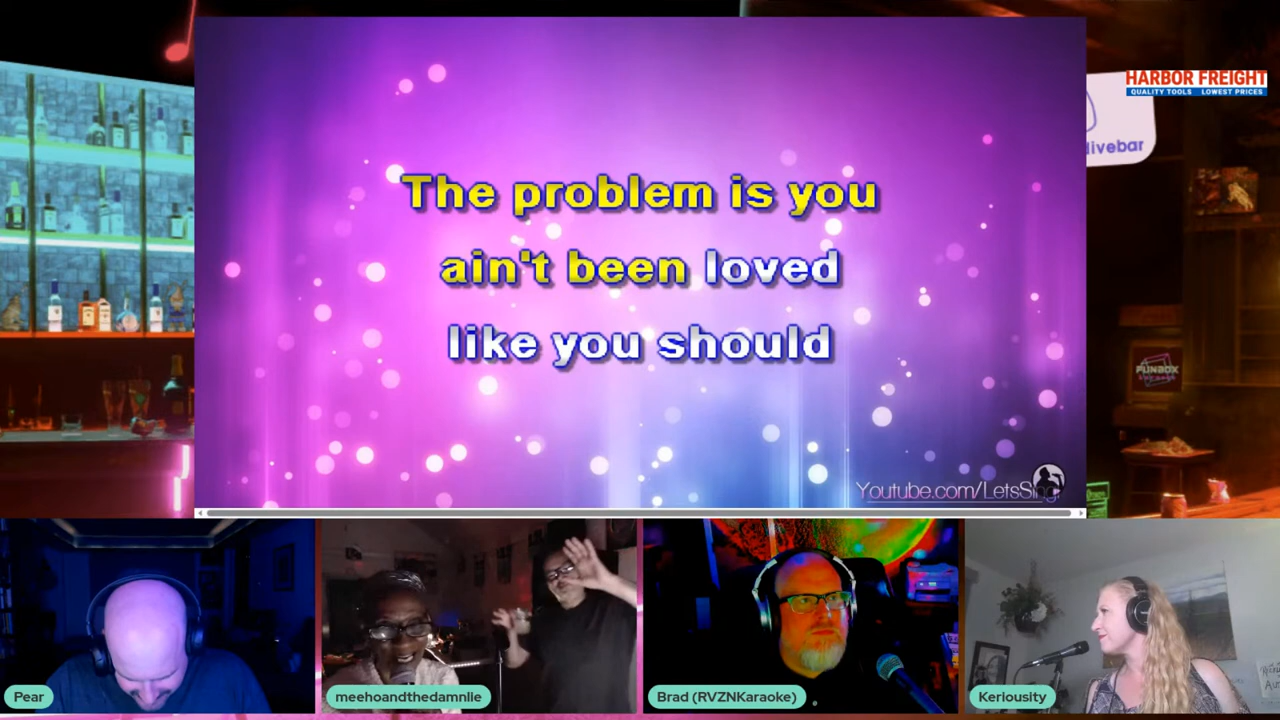 HARBOR FREIGHT
QUALITY TOOLS LOWEST PRICES
livebar
The problem is you
ain't been loved
like you should
FUNBOX
Youtube.com/LetsSing
Pear
meehoandthedamnlie
Brad (RVZNKaraoke)
Keriousity